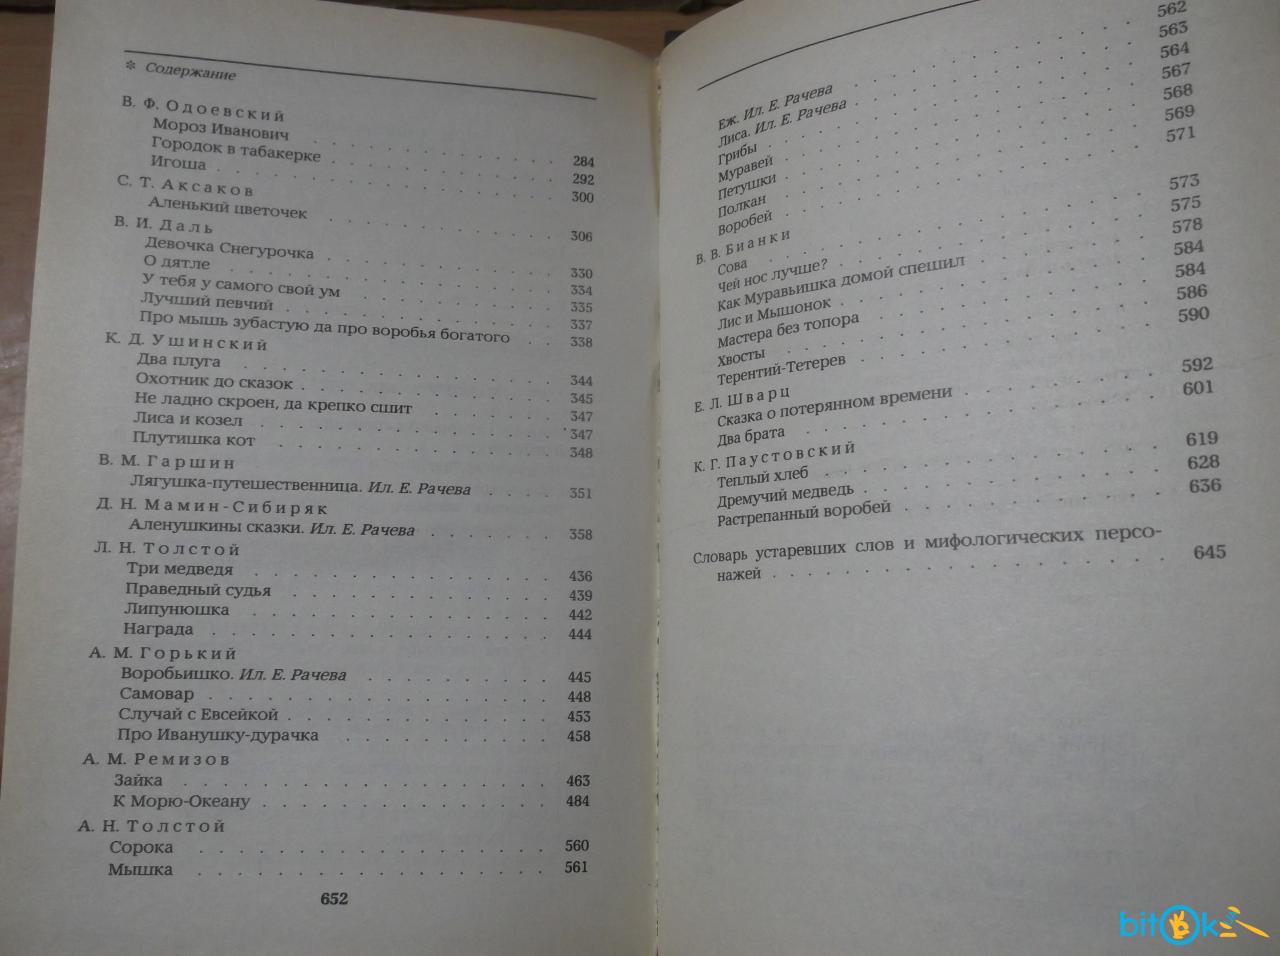 * Содержание
В. Ф. Одоевский
Мороз Иванович . . . . . . . . . . . . . . 284
Городок в табакерке . . . . . . . . . . . . 292
Игоша . . . . . . . . . . . . . . . . . . 300
С. Т. Аксаков
Аленький цветочек . . . . . . . . . . . . 306
В. И. Даль
Девочка Снегурочка . . . . . . . . . . . . 330
О дятле . . . . . . . . . . . . . . . . . 334
У тебя у самого свой ум . . . . . . . . . . 335
Лучший певчий . . . . . . . . . . . . . . 337
Про мышь зубастую да про воробья богатого . . 338
К. Д. Ушинский
Два плуга . . . . . . . . . . . . . . . . 344
Охотник до сказок . . . . . . . . . . . . . 345
Не ладно скроен, да крепко сшит . . . . . . 347
Лиса и козел . . . . . . . . . . . . . . . 347
Плутишка кот . . . . . . . . . . . . . . 348
В. М. Гаршин
Лягушка-путешественница. Ил. Е. Рачева . . . . 351
Д. Н. Мамин-Сибиряк
Аленушкины сказки. Ил. Е. Рачева . . . . . . 358
Л. Н. Толстой
Три медведя . . . . . . . . . . . . . . . 436
Праведный судья . . . . . . . . . . . . . 439
Липунюшка . . . . . . . . . . . . . . . 442
Награда . . . . . . . . . . . . . . . . . 444
А. М. Горький
Воробьишко. Ил. Е. Рачева . . . . . . . . . 445
Самовар . . . . . . . . . . . . . . . . . 448
Случай с Евсейкой . . . . . . . . . . . . . 453
Про Иванушку-дурачка . . . . . . . . . . . 458
А. М. Ремизов
Зайка . . . . . . . . . . . . . . . . . . 463
К Морю-Океану . . . . . . . . . . . . . . 484
А. Н. Толстой
Сорока . . . . . . . . . . . . . . . . . 560
Мышка . . . . . . . . . . . . . . . . . 561
652
Еж. Ил. Е. Рачева . . . . . . . . . . . . 562
Лиса. Ил. Е. Рачева . . . . . . . . . . . . 563
Грибы . . . . . . . . . . . . . . . . . . 564
Муравей . . . . . . . . . . . . . . . . . 567
Петушки . . . . . . . . . . . . . . . . . 568
Полкан . . . . . . . . . . . . . . . . . 569
Воробей . . . . . . . . . . . . . . . . . 571
В. В. Бианки
Сова . . . . . . . . . . . . . . . . . . 573
Чей нос лучше? . . . . . . . . . . . . . . 575
Как Муравьишка домой спешил . . . . . . . 578
Лис и Мышонок . . . . . . . . . . . . . . 584
Мастера без топора . . . . . . . . . . . . 584
Хвосты . . . . . . . . . . . . . . . . . 586
Терентий-Тетерев . . . . . . . . . . . . . 590
Е. Л. Шварц
Сказка о потерянном времени . . . . . . . . 592
Два брата . . . . . . . . . . . . . . . . 601
К. Г. Паустовский
Теплый хлеб . . . . . . . . . . . . . . . 619
Дремучий медведь . . . . . . . . . . . . . 628
Растрепанный воробей . . . . . . . . . . . 636
Словарь устаревших слов и мифологических персо-
нажей . . . . . . . . . . . . . . . . . . 645
bitOk